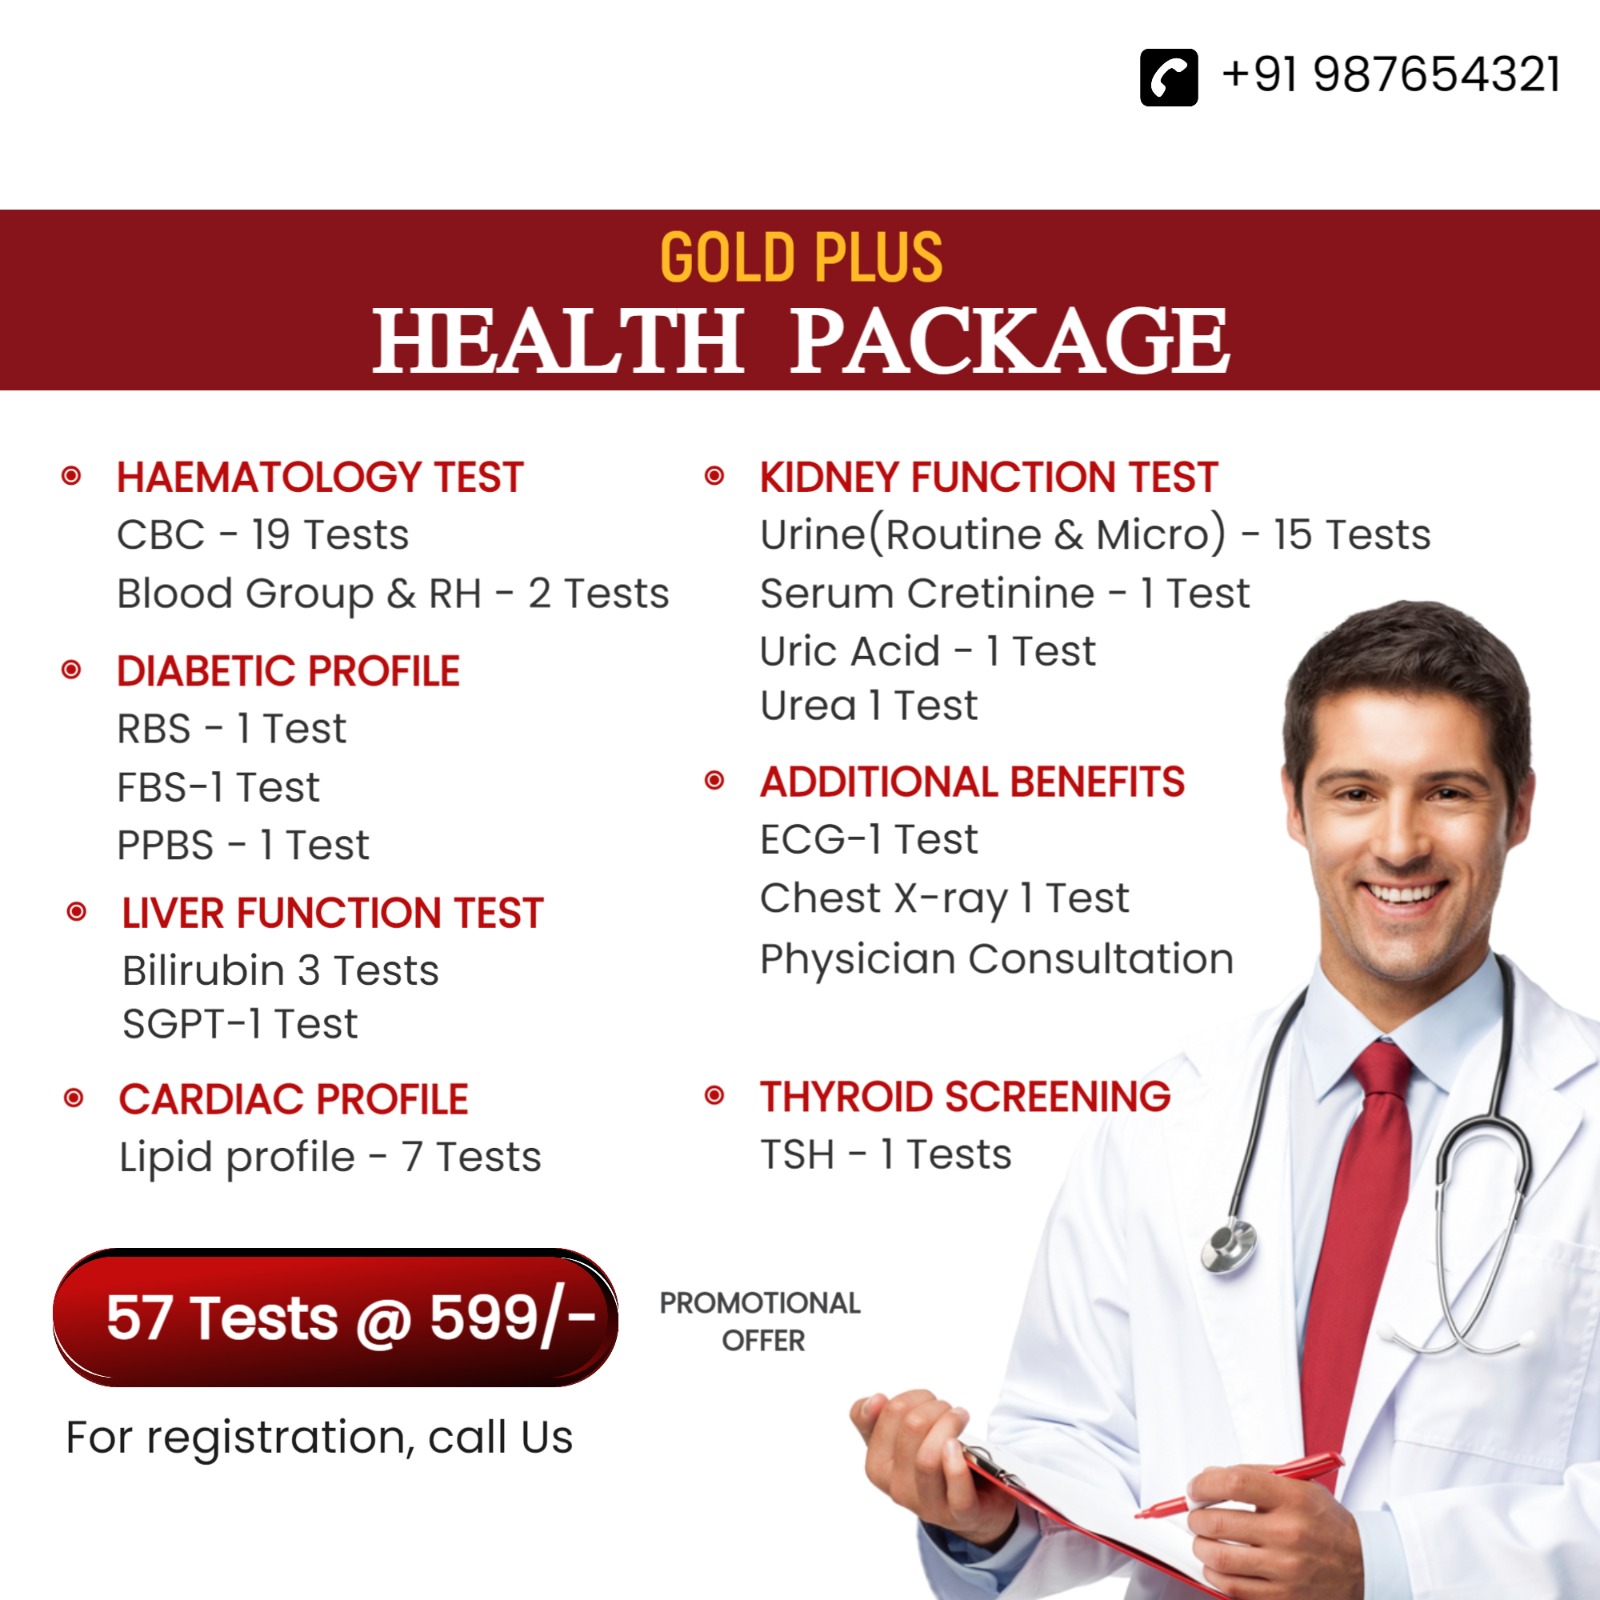 +91 987654321
GOLD PLUS
HEALTH PACKAGE
HAEMATOLOGY TEST
CBC - 19 Tests
Blood Group & RH - 2 Tests
DIABETIC PROFILE
RBS - 1 Test
FBS-1 Test
PPBS - 1 Test
LIVER FUNCTION TEST
Bilirubin 3 Tests
SGPT-1 Test
CARDIAC PROFILE
Lipid profile - 7 Tests
KIDNEY FUNCTION TEST
Urine(Routine & Micro) - 15 Tests
Serum Cretinine - 1 Test
Uric Acid - 1 Test
Urea 1 Test
ADDITIONAL BENEFITS
ECG-1 Test
Chest X-ray 1 Test
Physician Consultation
THYROID SCREENING
TSH - 1 Tests
57 Tests @ 599/-
PROMOTIONAL
OFFER
For registration, call Us